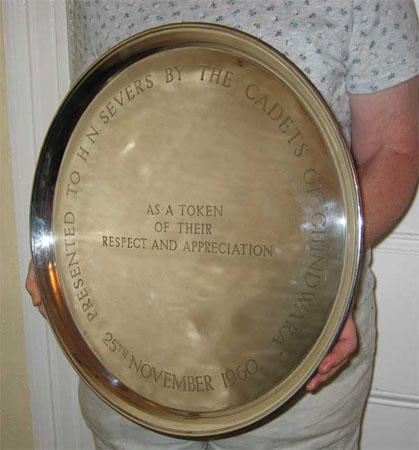 PRESENTED TO H.N. SEVERS BY THE CADETS OF "CHINDWARA"
AS A TOKEN
OF THEIR
RESPECT AND APPRECIATION
25TH NOVEMBER 1960